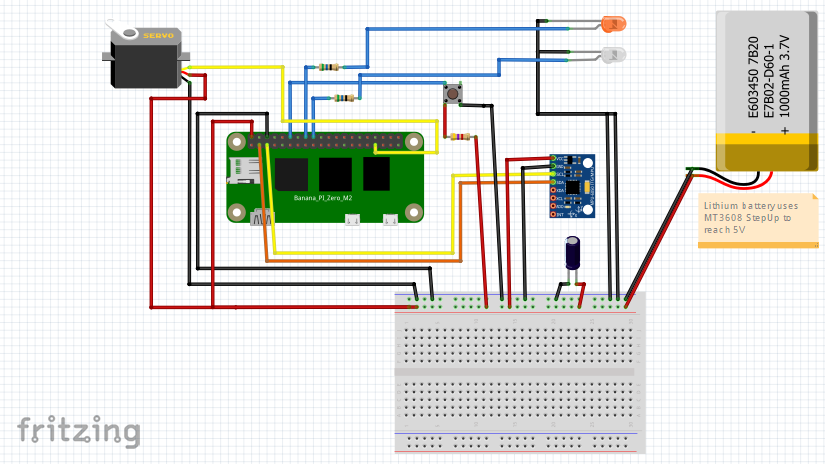 SERVO
E603450 7B20
E7B02-D60-1
- + 1000mAh 3.7V
Banana_PI_Zero_M2
Lithium battery uses
MT3608 StepUp to
reach 5V
fritzing